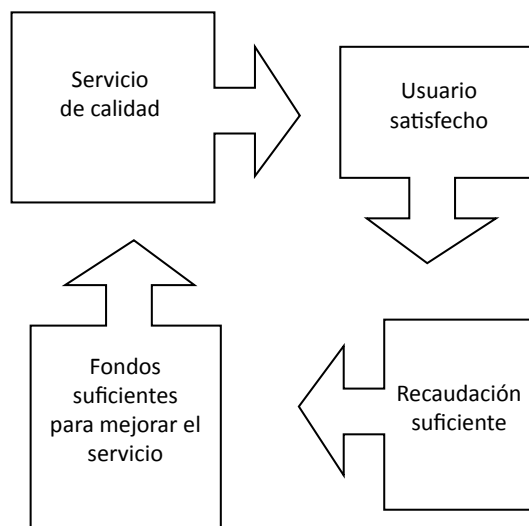 Servicio
de calidad
Usuario
satisfecho
Recaudación
suficiente
Fondos
suficientes
para mejorar el
servicio